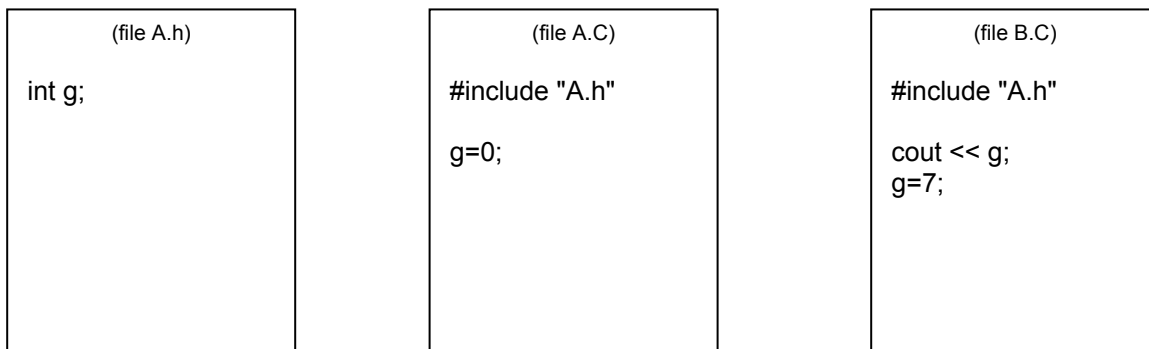 (file A.h)
int g;
(file A.C)
#include "A.h"
g=0;
(file B.C)
#include "A.h"
cout << g;
g=7;